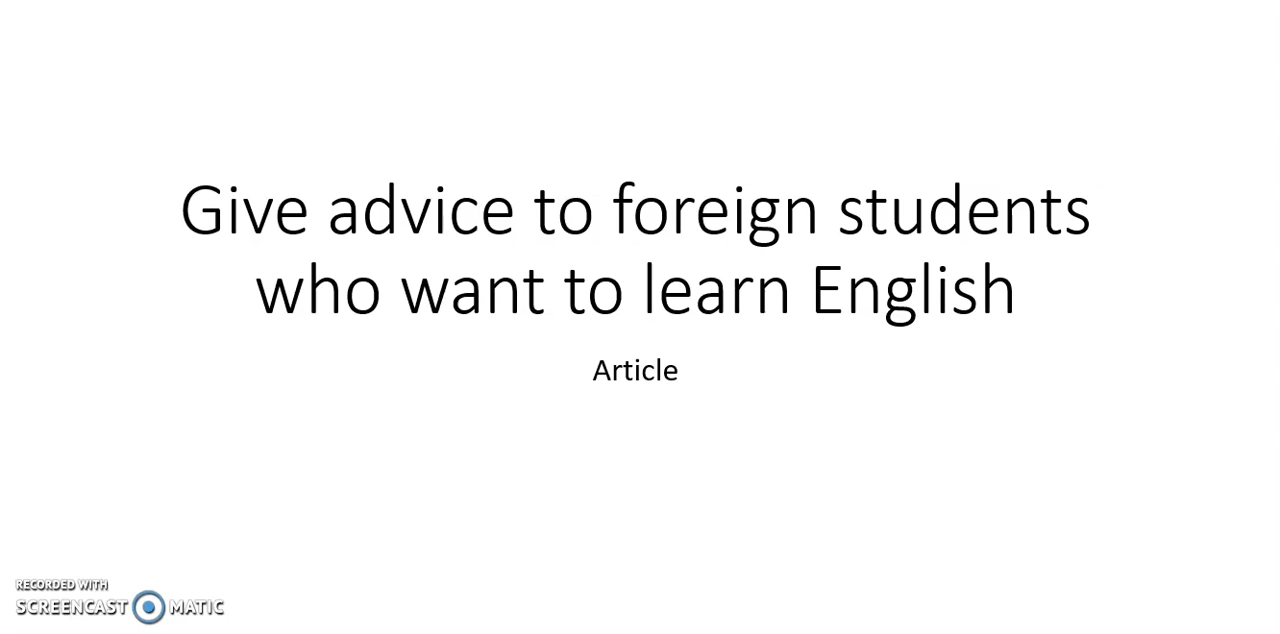 Give advice to foreign students
who want to learn English
Article
RECORDED WITH
SCREENCAST MATIC